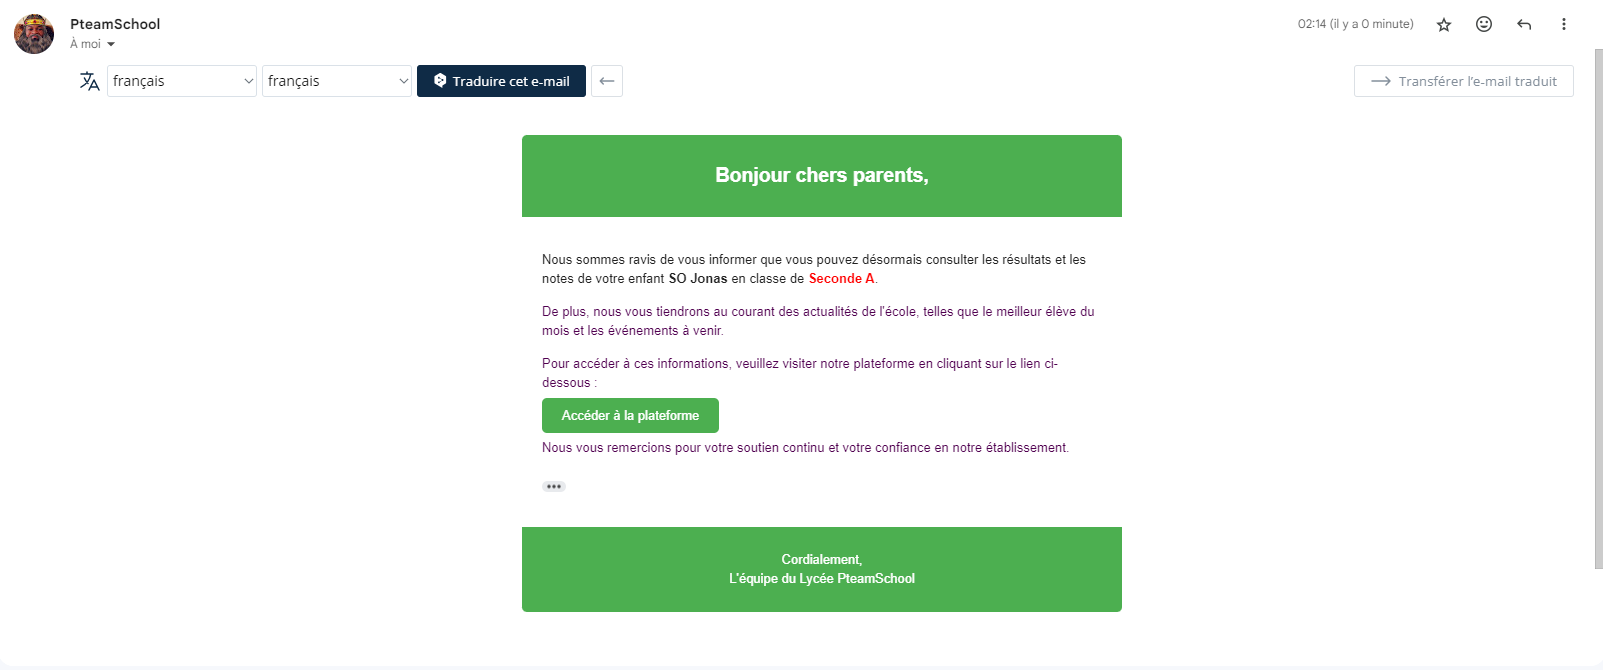 PteamSchool
02:14 (il y a 0 minute)
À moi
français
français
Traduire cet e-mail
Transférer l'e-mail traduit
Bonjour chers parents,
Nous sommes ravis de vous informer que vous pouvez désormais consulter les résultats et les
notes de votre enfant SO Jonas en classe de Seconde A.
De plus, nous vous tiendrons au courant des actualités de l'école, telles que le meilleur élève du
mois et les événements à venir.
Pour accéder à ces informations, veuillez visiter notre plateforme en cliquant sur le lien ci-
dessous :
Accéder à la plateforme
Nous vous remercions pour votre soutien continu et votre confiance en notre établissement.
Cordialement,
L'équipe du Lycée PteamSchool